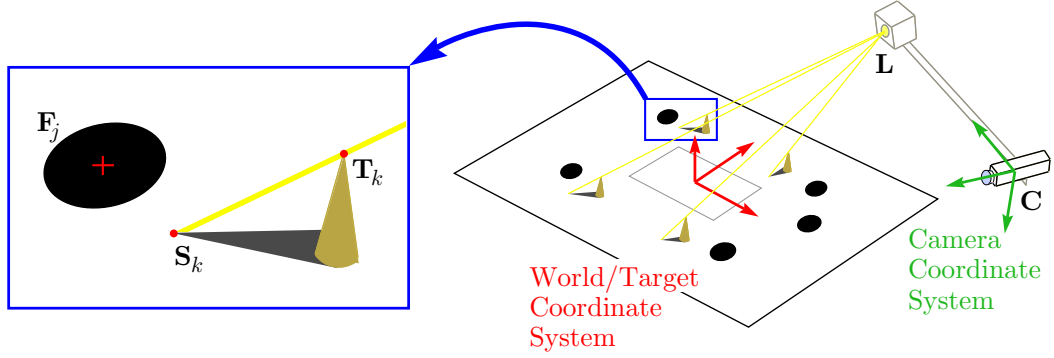 F_j
T_k
S_k
L
C
World/Target
Coordinate
System
Camera
Coordinate
System